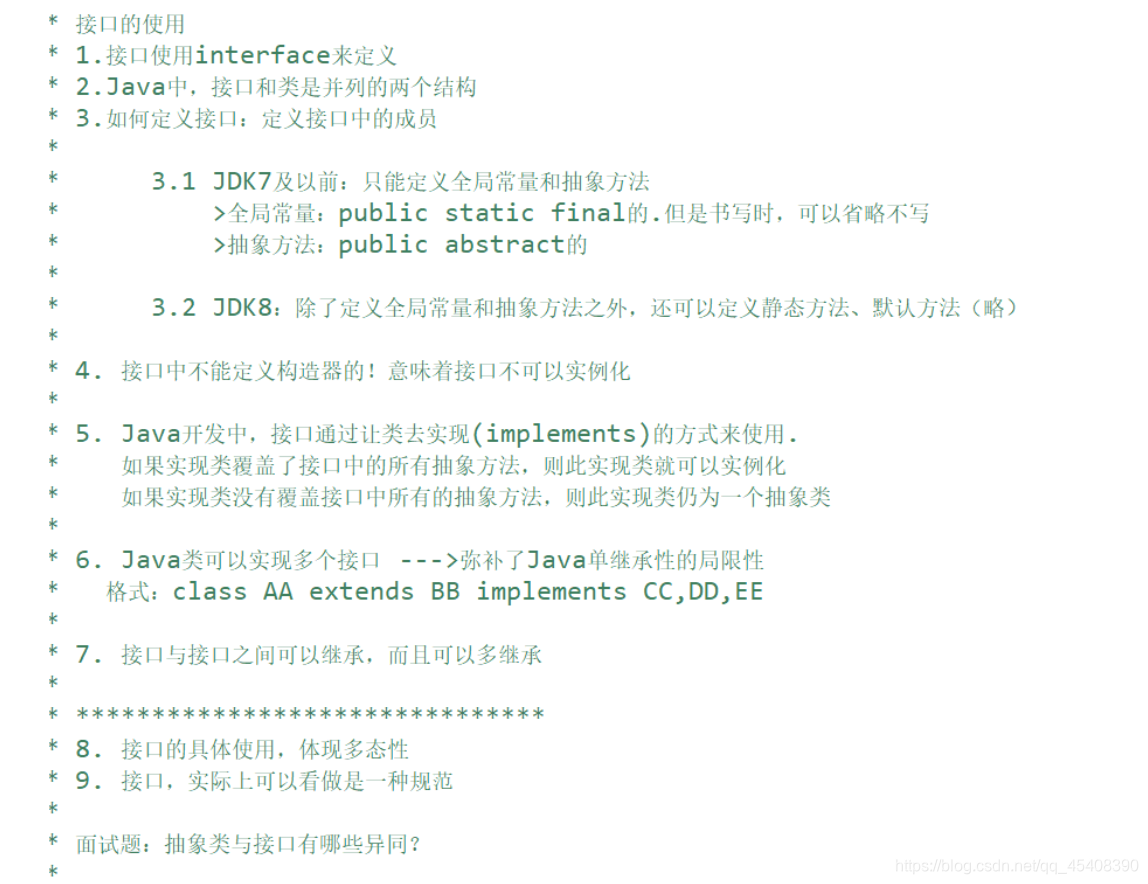 * 接口的使用
* 1.接口使用interface来定义
* 2.Java中，接口和类是并列的两个结构
* 3.如何定义接口：定义接口中的成员
*
* 3.1 JDK7及以前：只能定义全局常量和抽象方法
* >全局常量：public static final的.但是书写时，可以省略不写
* >抽象方法：public abstract的
*
* 3.2 JDK8：除了定义全局常量和抽象方法之外，还可以定义静态方法、默认方法（略）
*
* 4. 接口中不能定义构造器的！意味着接口不可以实例化
*
* 5. Java开发中，接口通过让类去实现(implements)的方式来使用.
* 如果实现类覆盖了接口中的所有抽象方法，则此实现类就可以实例化
* 如果实现类没有覆盖接口中所有的抽象方法，则此实现类仍为一个抽象类
*
* 6. Java类可以实现多个接口 --->弥补了Java单继承性的局限性
* 格式：class AA extends BB implements CC,DD,EE
*
* 7. 接口与接口之间可以继承，而且可以多继承
*
* *******************************
* 8. 接口的具体使用，体现多态性
* 9. 接口，实际上可以看做是一种规范
*
* 面试题：抽象类与接口有哪些异同？
*
https://blog.csdn.net/qq_45408390